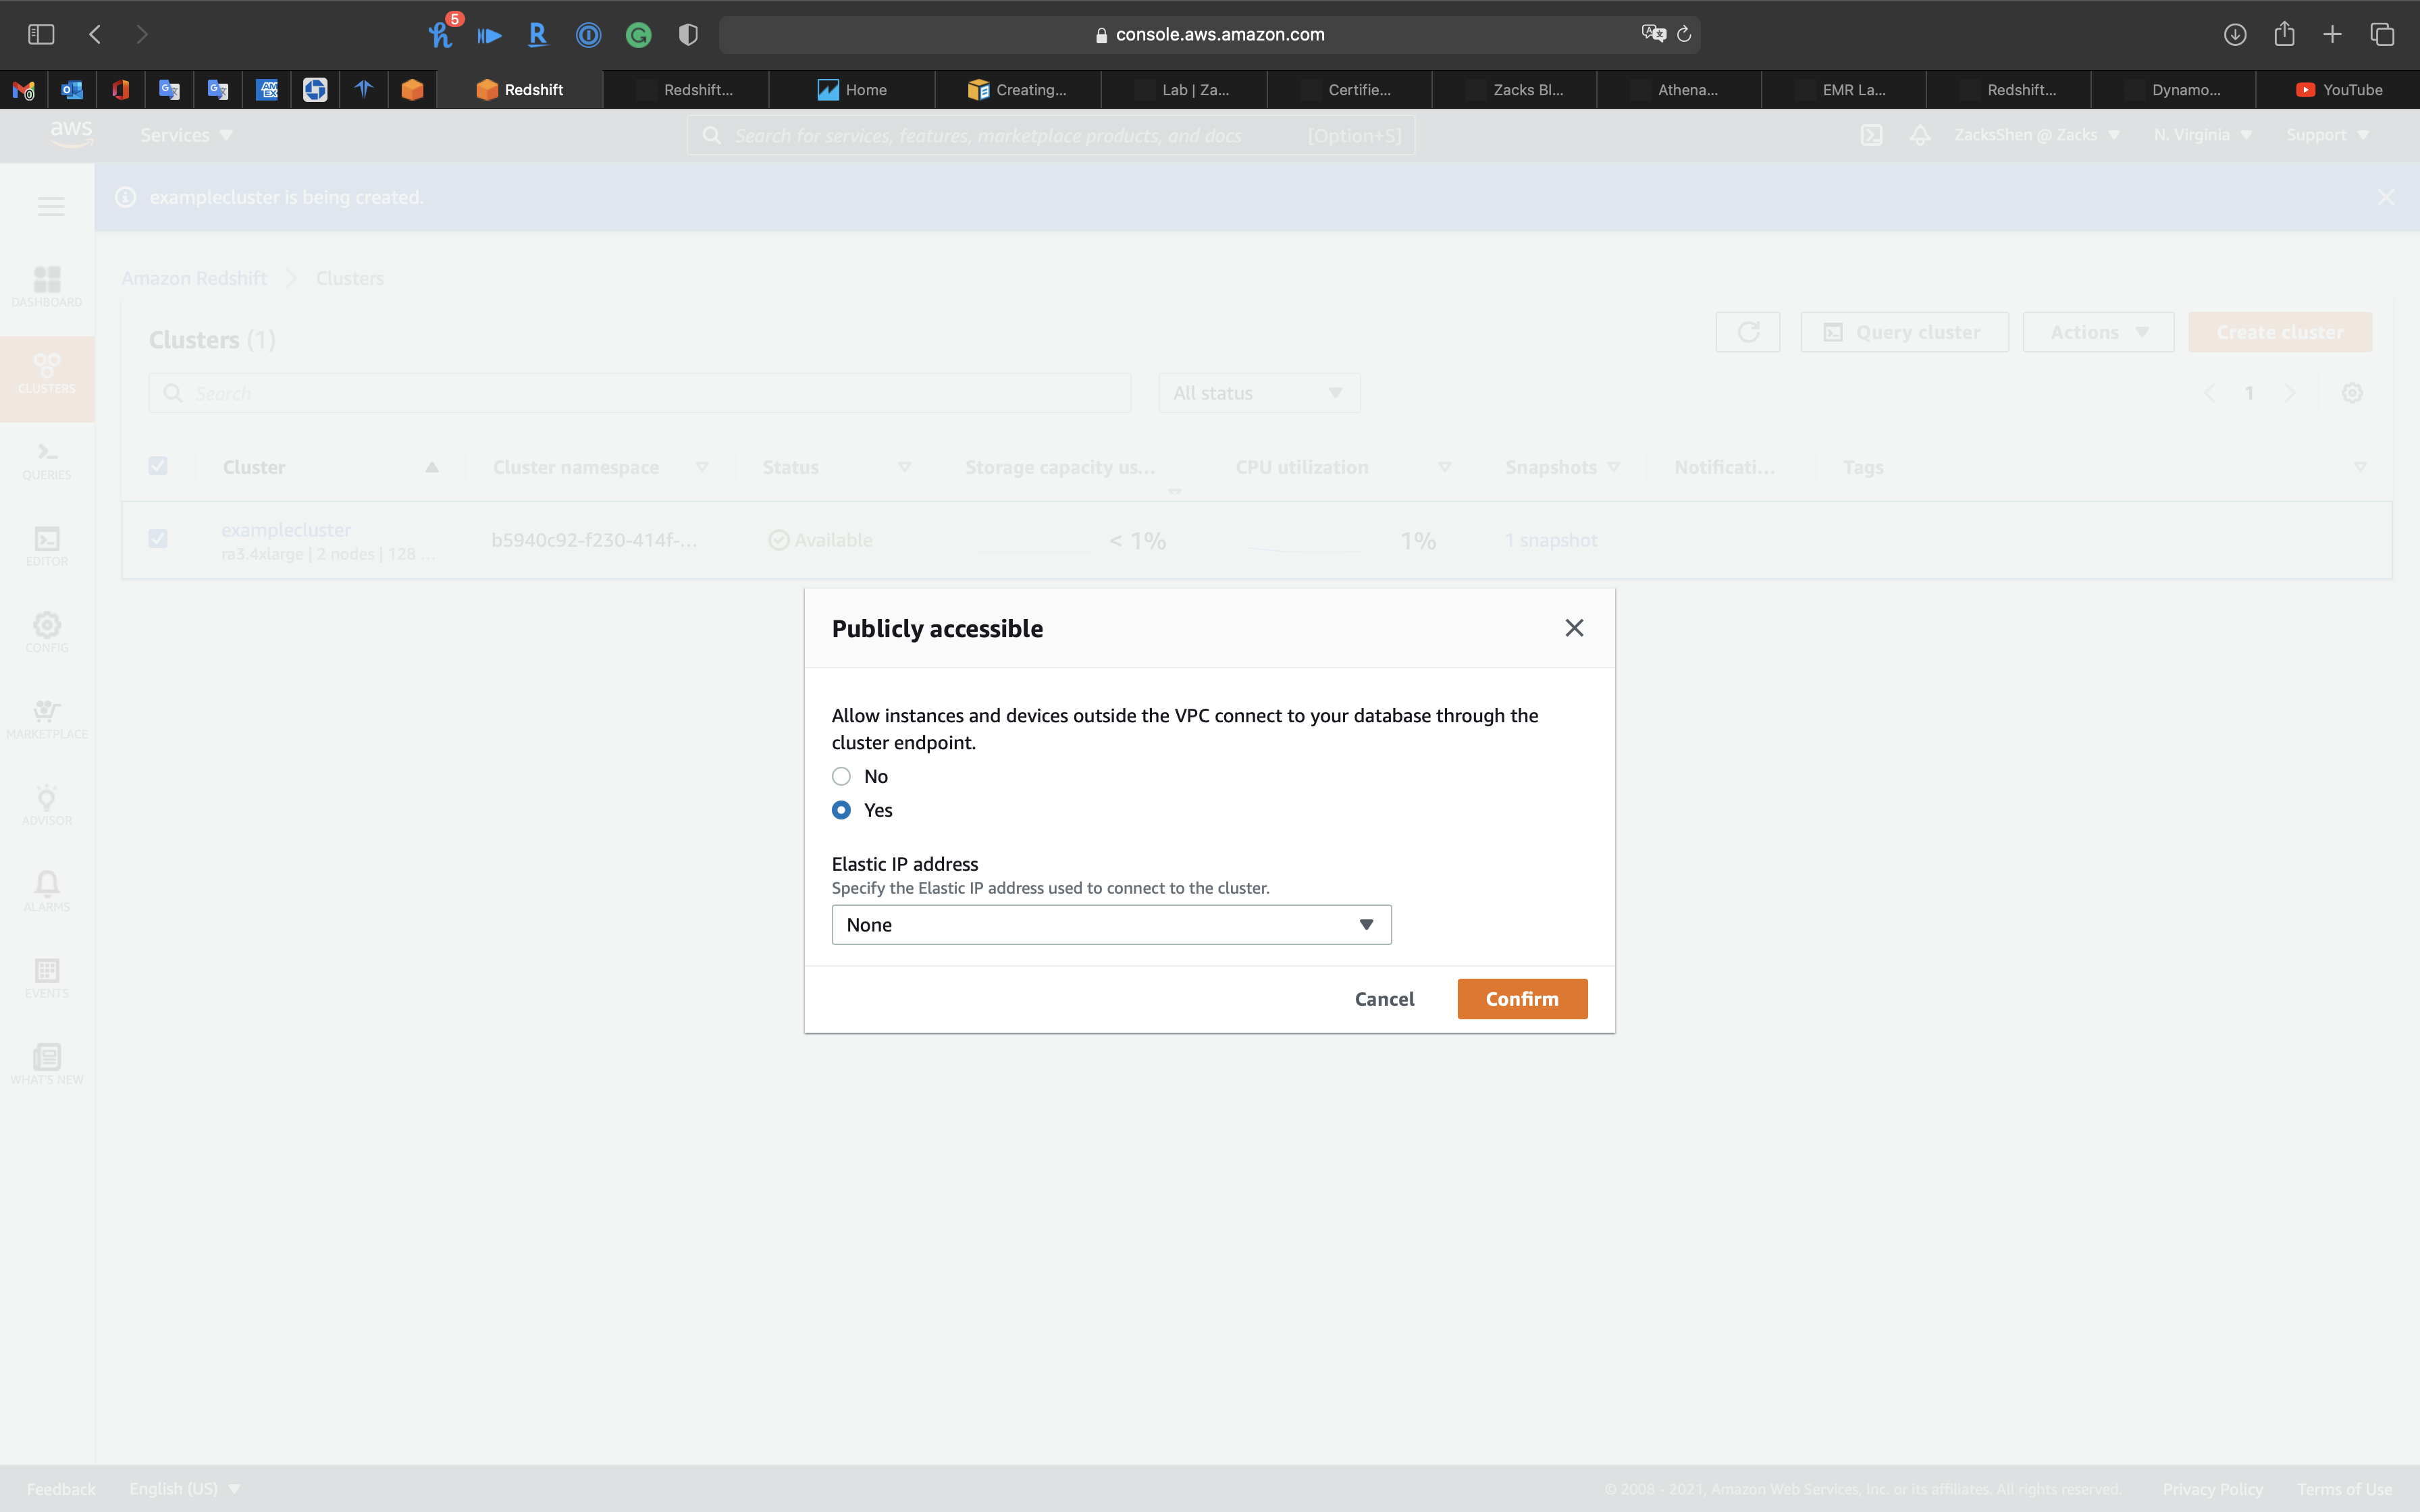 5
console.aws.amazon.com
Redshift
Redshift...
Home
Creating...
Lab | Za...
Certifie...
Zacks Bl...
Athena...
EMR La...
Redshift...
Dynamo...
YouTube
aws
Services
Search for services, features, marketplace products, and docs
[Option+S]
ZacksShen @ Zacks
N. Virginia
Support
examplecluster is being created.
Amazon Redshift
Clusters
DASHBOARD
CLUSTERS
QUERIES
EDITOR
CONFIG
MARKETPLACE
ADVISOR
ALARMS
EVENTS
WHAT'S NEW
Clusters (1)
Query cluster
Actions
Create cluster
Search
All status
1
Cluster
Cluster namespace
Status
Storage capacity us...
CPU utilization
Snapshots
Notificati...
Tags
examplecluster
ra3.4xlarge | 2 nodes | 128 ...
b5940c92-f230-414f-...
Available
< 1%
1%
1 snapshot
Publicly accessible
Allow instances and devices outside the VPC connect to your database through the
cluster endpoint.
No
Yes
Elastic IP address
Specify the Elastic IP address used to connect to the cluster.
None
Cancel
Confirm
Feedback
English (US)
© 2008 - 2021, Amazon Web Services, Inc. or its affiliates. All rights reserved.
Privacy Policy
Terms of Use